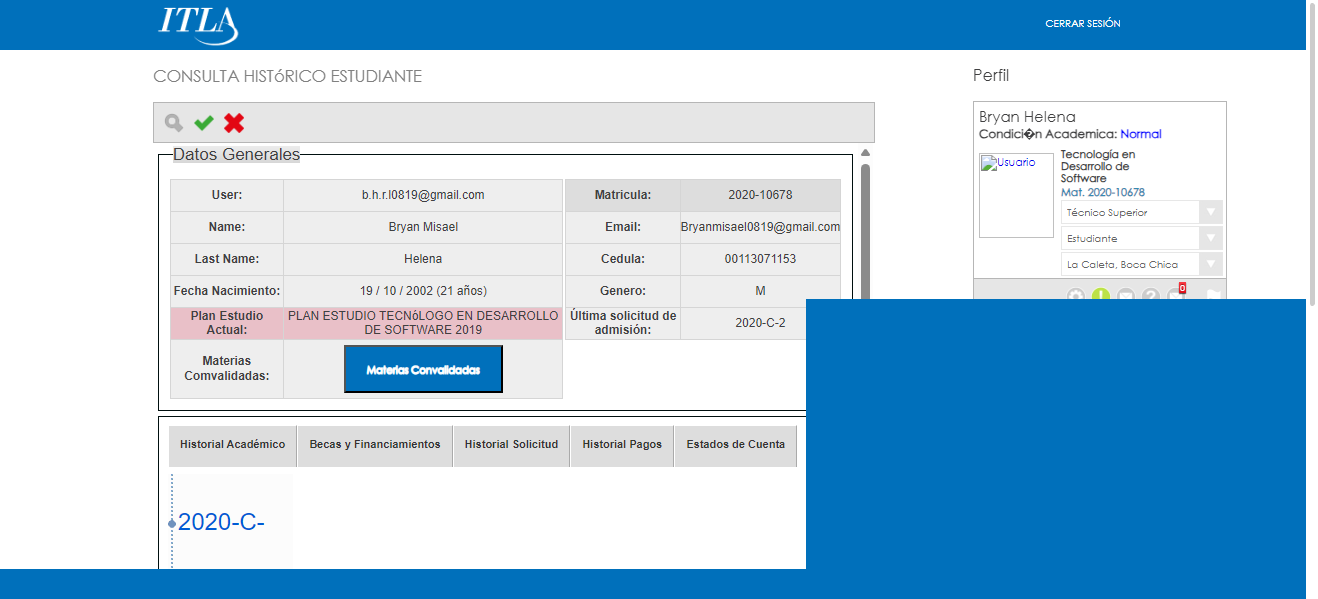 ITLA
CERRAR SESIÓN
CONSULTA HISTóRICO ESTUDIANTE
Datos Generales
User: b.h.r.l0819@gmail.com Matricula: 2020-10678
Name: Bryan Misael Email: Bryanmisael0819@gmail.com
Last Name: Helena Cedula: 00113071153
Fecha Nacimiento: 19 / 10 / 2002 (21 años) Genero: M
Plan Estudio
Actual:
PLAN ESTUDIO TECNóLOGO EN DESARROLLO
DE SOFTWARE 2019
Última solicitud de
admisión:
2020-C-2
Materias
Comvalidadas:
Materias Convalidadas
Historial Académico Becas y Financiamientos Historial Solicitud Historial Pagos Estados de Cuenta
2020-C-
Perfil
Bryan Helena
Condici�n Academica: Normal
Usuario
Tecnología en
Desarrollo de
Software
Mat. 2020-10678
Técnico Superior
Estudiante
La Caleta, Boca Chica
0